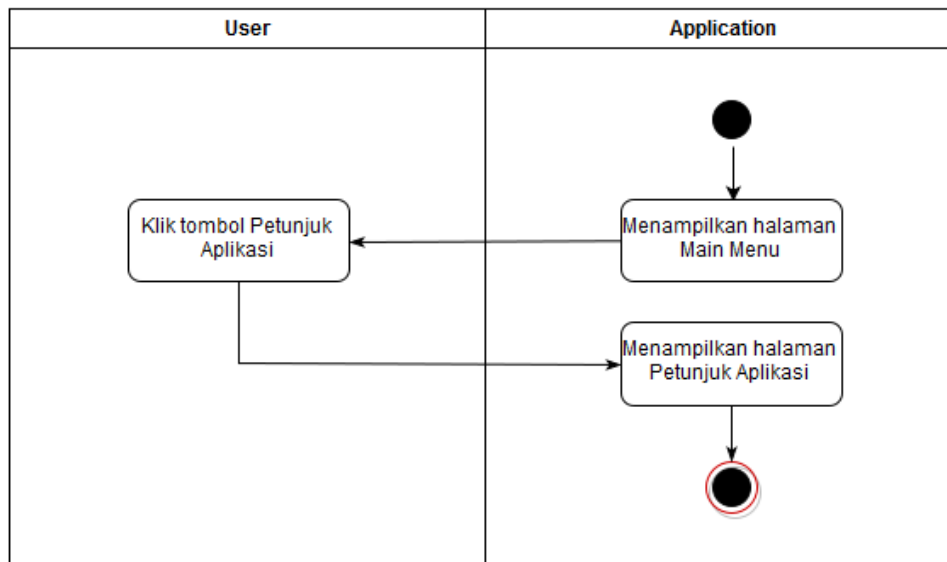 User
Application
Klik tombol Petunjuk
Aplikasi
Menampilkan halaman
Main Menu
Menampilkan halaman
Petunjuk Aplikasi